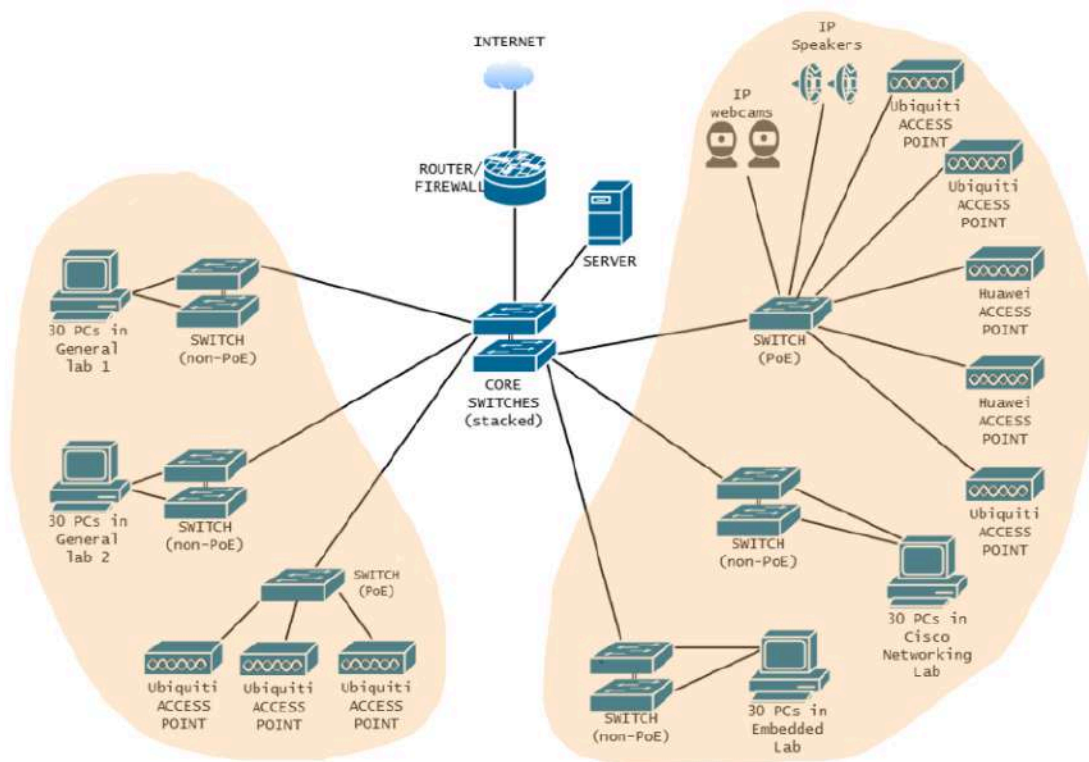 INTERNET
ROUTER/
FIREWALL
SERVER
CORE
SWITCHES
(stacked)
30 PCs in
General
lab 1
SWITCH
(non-PoE)
30 PCs in
General
lab 2
SWITCH
(non-PoE)
SWITCH
(PoE)
Ubiquiti
ACCESS
POINT
Ubiquiti
ACCESS
POINT
Ubiquiti
ACCESS
POINT
IP
Speakers
IP
webcams
Ubiquiti
ACCESS
POINT
Ubiquiti
ACCESS
POINT
Huawei
ACCESS
POINT
SWITCH
(PoE)
Huawei
ACCESS
POINT
Ubiquiti
ACCESS
POINT
SWITCH
(non-PoE)
30 PCs in
Cisco
Networking
Lab
SWITCH
(non-PoE)
30 PCs in
Embedded
Lab